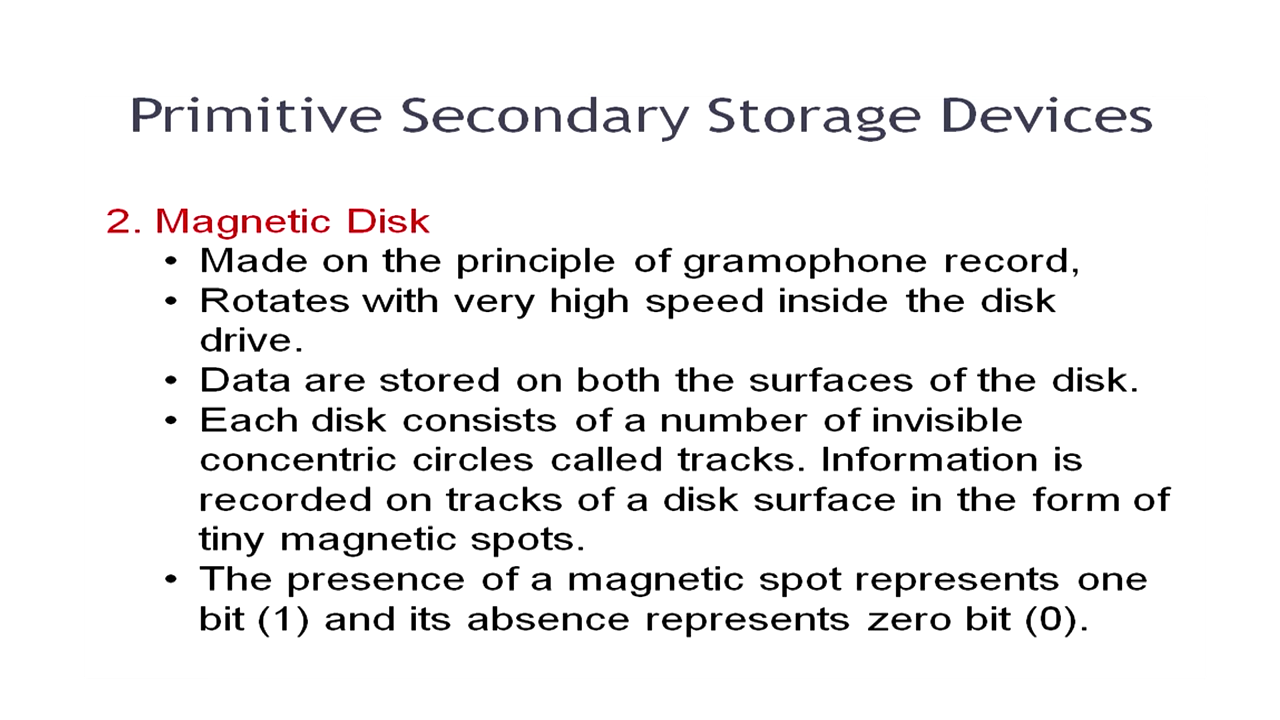 Primitive Secondary Storage Devices
2. Magnetic Disk
• Made on the principle of gramophone record,
• Rotates with very high speed inside the disk
drive.
• Data are stored on both the surfaces of the disk.
• Each disk consists of a number of invisible
concentric circles called tracks. Information is
recorded on tracks of a disk surface in the form of
tiny magnetic spots.
• The presence of a magnetic spot represents one
bit (1) and its absence represents zero bit (0).